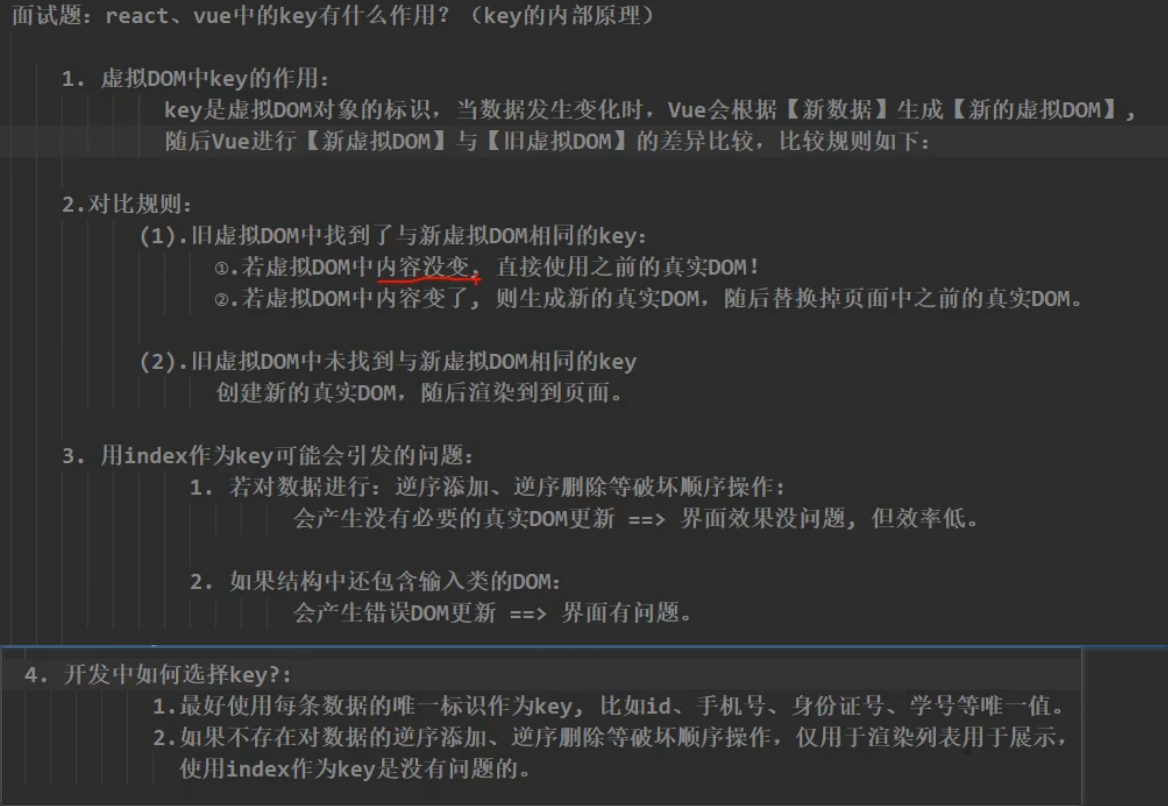 面试题：react、vue中的key有什么作用？（key的内部原理）
1. 虚拟DOM中key的作用：
key是虚拟DOM对象的标识，当数据发生变化时，Vue会根据【新数据】生成【新的虚拟DOM】,
随后Vue进行【新虚拟DOM】与【旧虚拟DOM】的差异比较，比较规则如下：
2.对比规则：
(1).旧虚拟DOM中找到了与新虚拟DOM相同的key：
①.若虚拟DOM中内容没变, 直接使用之前的真实DOM！
②.若虚拟DOM中内容变了, 则生成新的真实DOM，随后替换掉页面中之前的真实DOM。
(2).旧虚拟DOM中未找到与新虚拟DOM相同的key
创建新的真实DOM，随后渲染到到页面。
3. 用index作为key可能会引发的问题：
1. 若对数据进行：逆序添加、逆序删除等破坏顺序操作:
会产生没有必要的真实DOM更新 ==> 界面效果没问题, 但效率低。
2. 如果结构中还包含输入类的DOM：
会产生错误DOM更新 ==> 界面有问题。
4. 开发中如何选择key?:
1.最好使用每条数据的唯一标识作为key, 比如id、手机号、身份证号、学号等唯一值。
2.如果不存在对数据的逆序添加、逆序删除等破坏顺序操作，仅用于渲染列表用于展示，
使用index作为key是没有问题的。